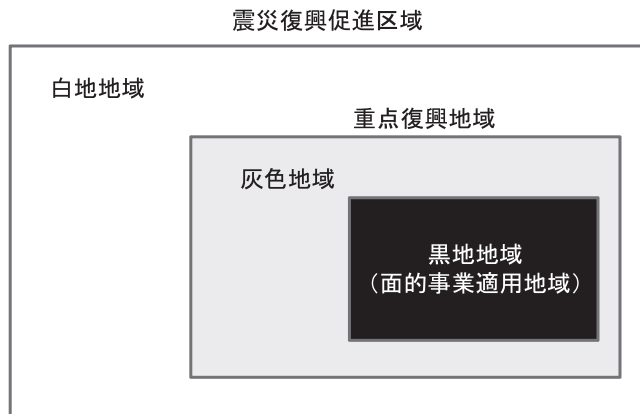 震災復興促進区域
白地地域
重点復興地域
灰色地域
黒地地域
（面的事業適用地域）